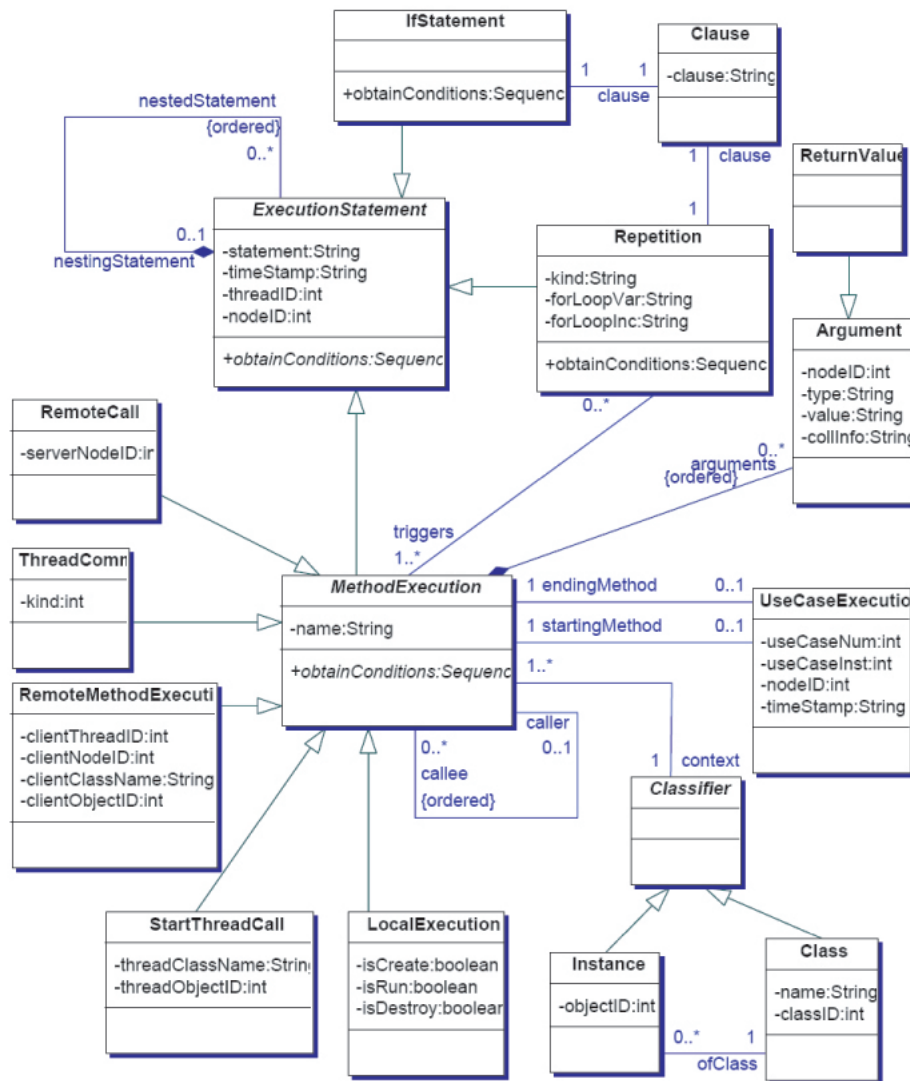 IfStatement
+obtainConditions:Sequenc
Clause
-clause:String
1
1
clause
nestedStatement
{ordered}
0..*
0..1
nestingStatement
ExecutionStatement
-statement:String
-timeStamp:String
-threadID:int
-nodeID:int
+obtainConditions:Sequenc
1
clause
1
Repetition
-kind:String
-forLoopVar:String
-forLoopInc:String
+obtainConditions:Sequenc
ReturnValue
Argument
-nodeID:int
-type:String
-value:String
-collInfo:String
RemoteCall
-serverNodeID:in
0..*
0..*
arguments
{ordered}
triggers
1..*
ThreadComm
-kind:int
MethodExecution
-name:String
+obtainConditions:Sequenc
1 endingMethod
0..1
1 startingMethod
0..1
1..*
UseCaseExecution
-useCaseNum:int
-useCaseInst:int
-nodeID:int
-timeStamp:String
RemoteMethodExecuti
-clientThreadID:int
-clientNodeID:int
-clientClassName:String
-clientObjectID:int
caller
0..*
0..1
callee
{ordered}
1
context
Classifier
StartThreadCall
-threadClassName:String
-threadObjectID:int
LocalExecution
-isCreate:boolean
-isRun:boolean
-isDestroy:boolean
Instance
-objectID:int
Class
-name:String
-classID:int
0..*
1
ofClass